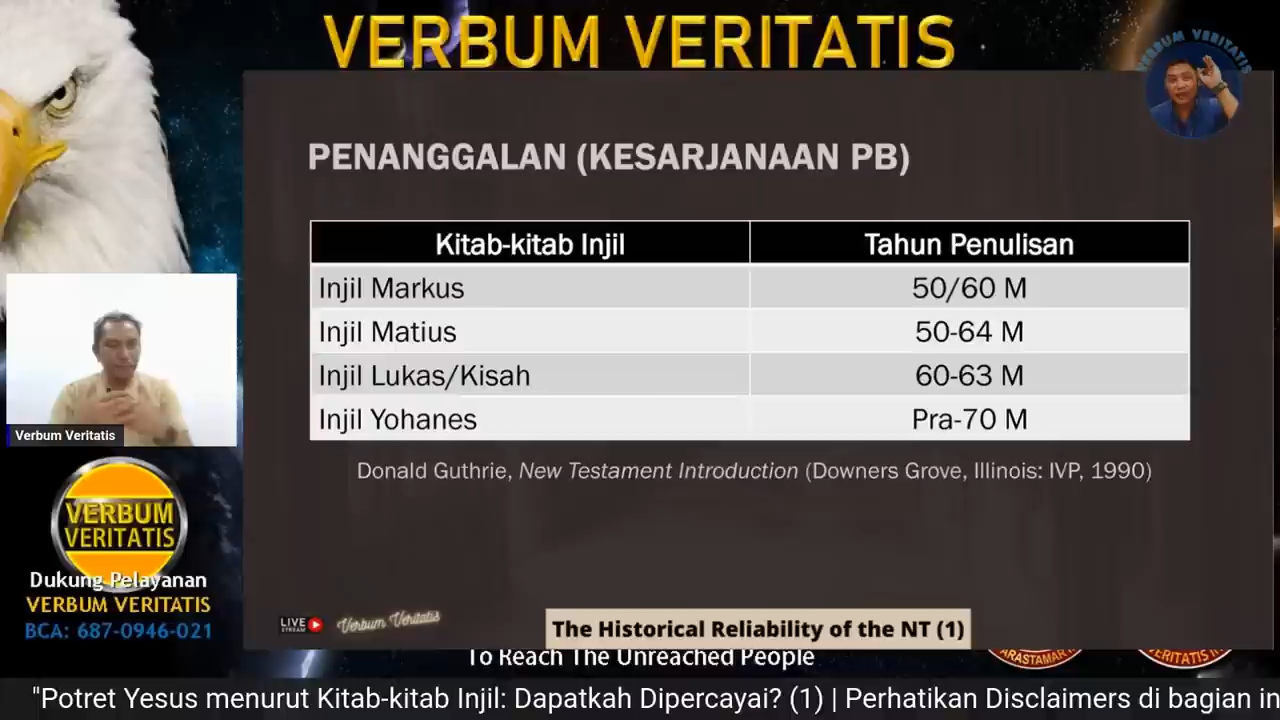 VERBUM VERITATIS
VERBUM VERITATIS
PENANGGALAN (KESARJANAAN PB)
Kitab-kitab Injil Tahun Penulisan
Injil Markus 50/60 M
Injil Matius 50-64 M
Injil Lukas/Kisah 60-63 M
Injil Yohanes Pra-70 M
Donald Guthrie, New Testament Introduction (Downers Grove, Illinois: IVP, 1990)
Verbum Veritatis
VERBUM
VERITATIS
Dukung Pelayanan
VERBUM VERITATIS
BCA: 687-0946-021
LIVE
STREAM
Verbum Veritatis
The Historical Reliability of the NT (1)
To Reach The Unreached People
"Potret Yesus menurut Kitab-kitab Injil: Dapatkah Dipercayai? (1) | Perhatikan Disclaimers di bagian in